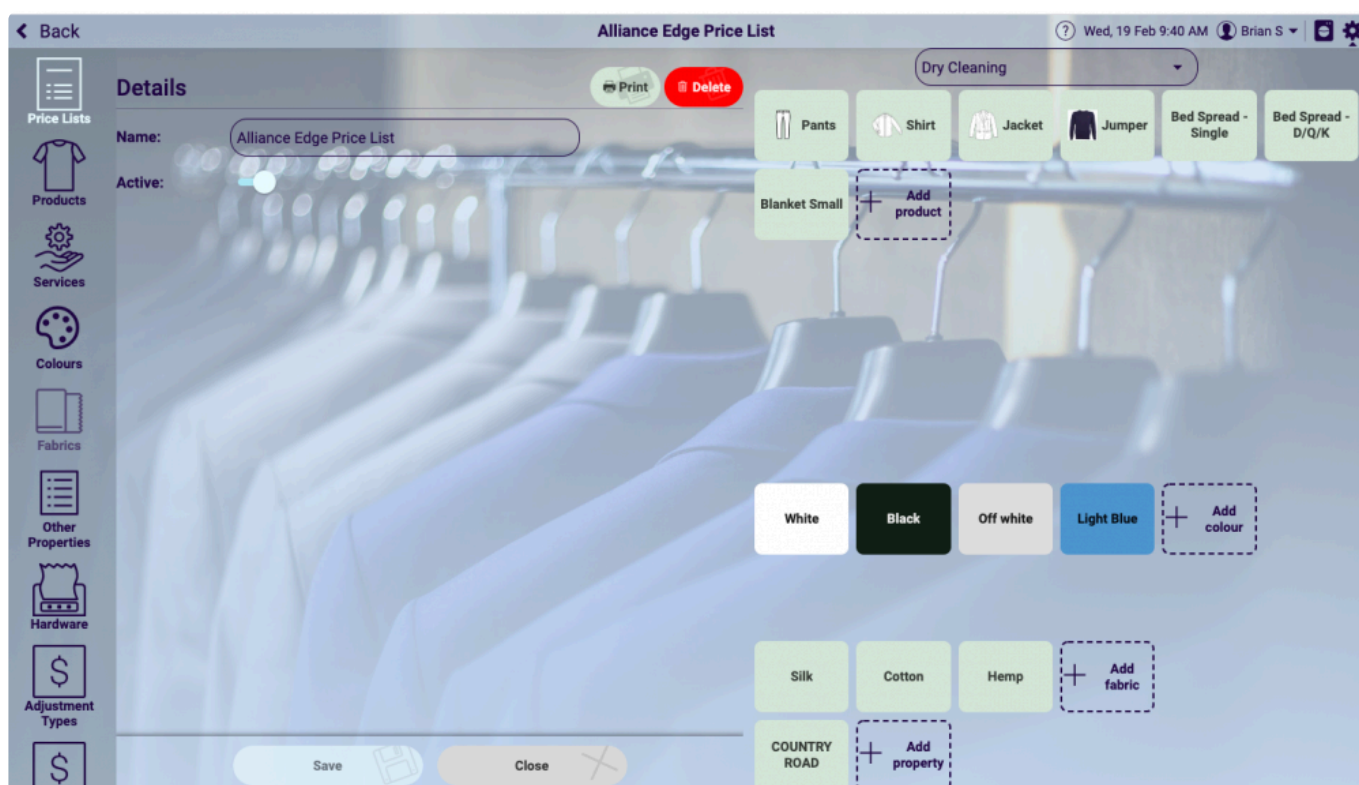 Back
Alliance Edge Price List
? Wed, 19 Feb 9:40 AM Brian S
Price Lists
Products
Services
Colours
Fabrics
Other
Properties
Hardware
$
Adjustment
Types
$
Details
Print
Delete
Name:
Alliance Edge Price List
Active:
Save
Close
Dry Cleaning
Pants
Shirt
Jacket
Jumper
Bed Spread -
Single
Bed Spread -
D/Q/K
Blanket Small
+ Add
product
White
Black
Off white
Light Blue
+ Add
colour
Silk
Cotton
Hemp
+ Add
fabric
COUNTRY
ROAD
+ Add
property